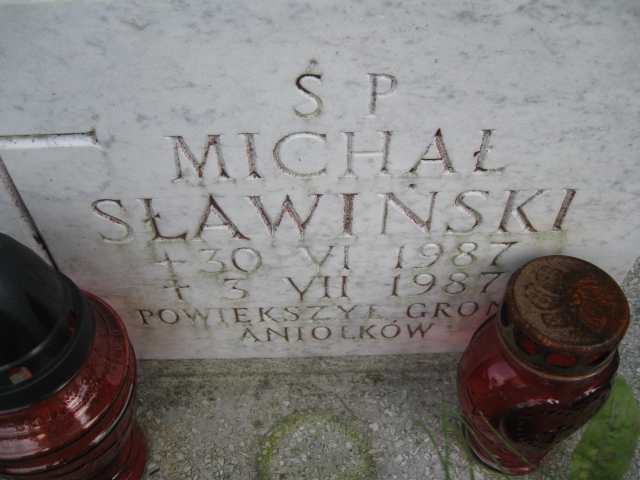 Ś P
MICHAŁ
SŁAWIŃSKI
+ 30 VI 1987
+ 3 VII 1987
POWIĘKSZYŁ GRON
ANIOŁKÓW